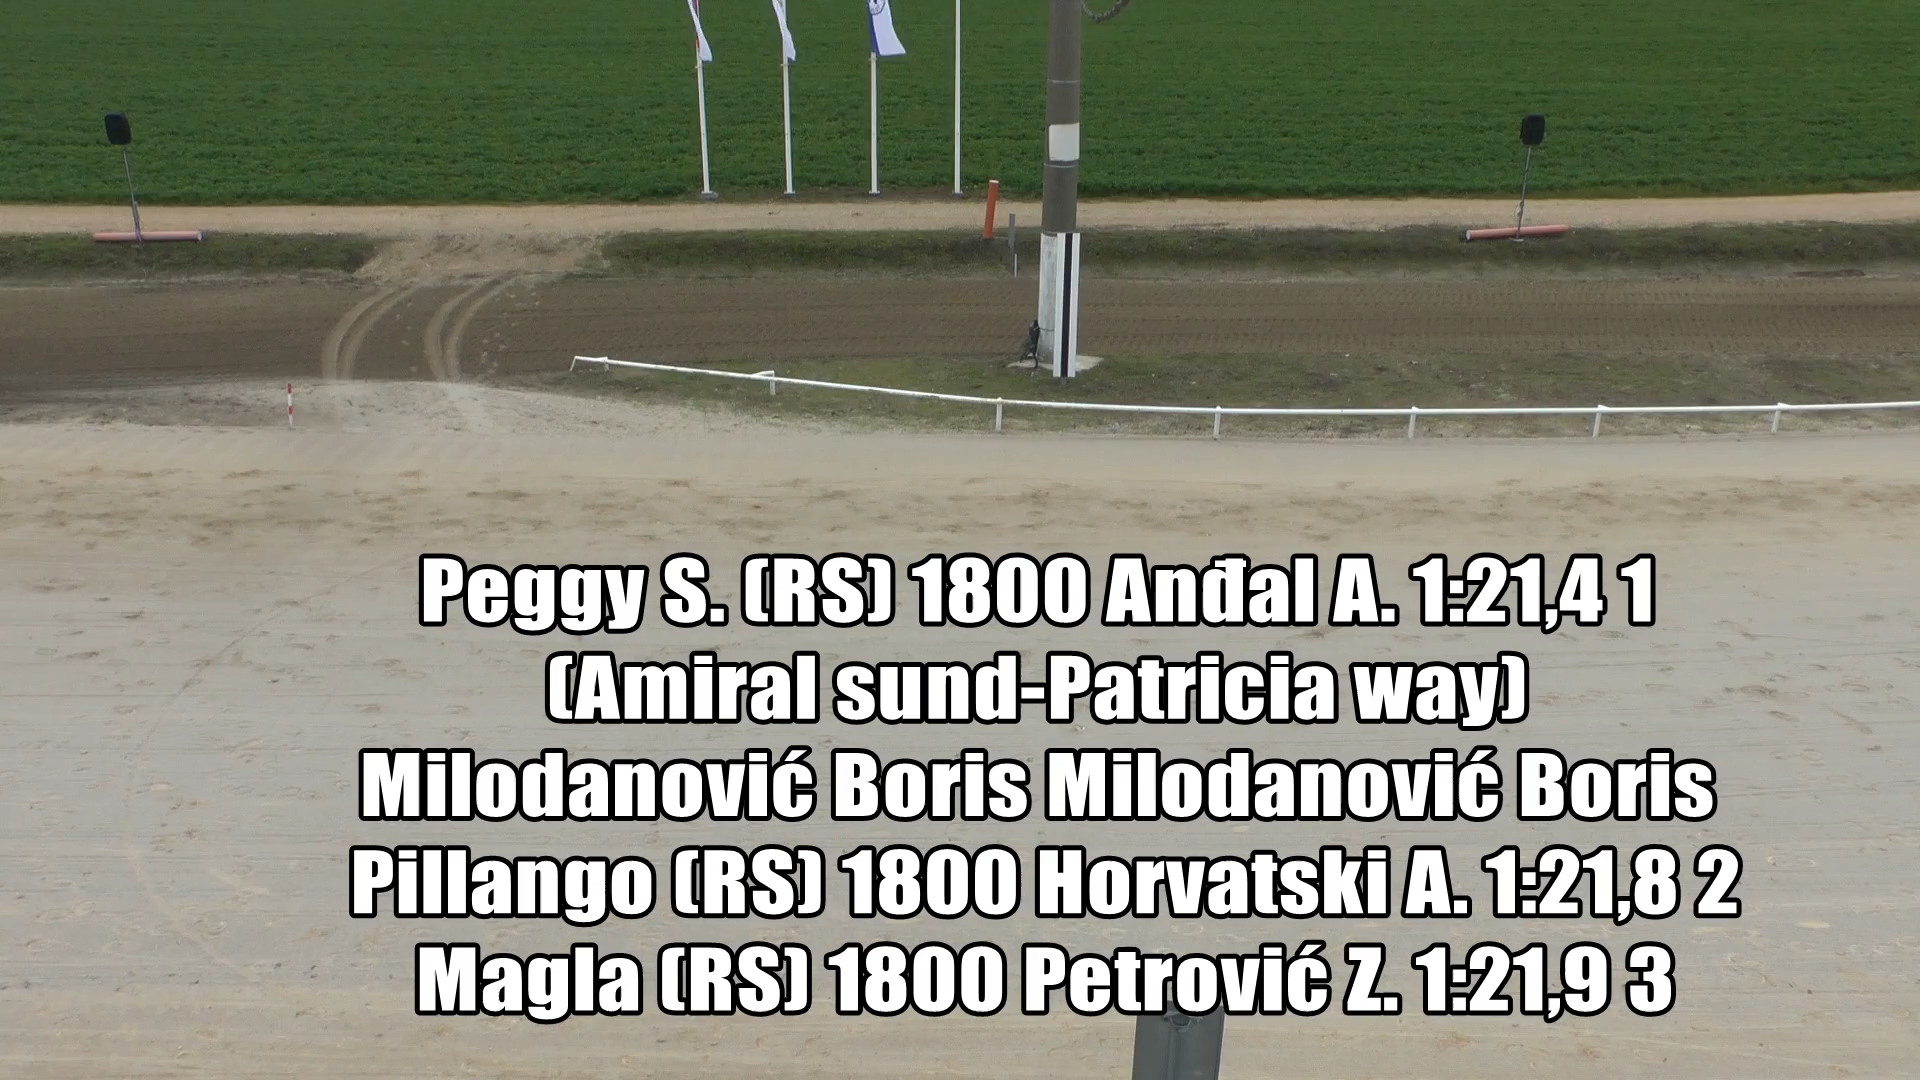 Peggy S. (RS) 1800 Anđal A. 1:21,4 1
(Amiral sund-Patricia way)
Milodanović Boris Milodanović Boris
Pillango (RS) 1800 Horvatski A. 1:21,8 2
Magla (RS) 1800 Petrović Z. 1:21,9 3